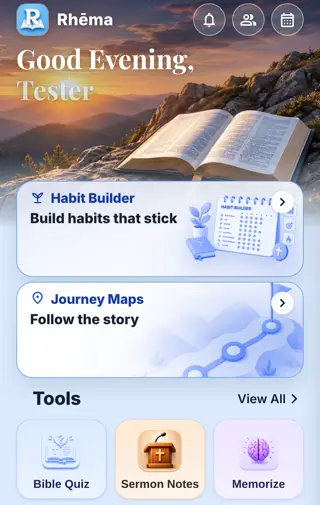 Rhēma
Good Evening,
Tester
Habit Builder
Build habits that stick
HABIT BUILDER
Journey Maps
Follow the story
Tools
View All
Bible Quiz
Sermon Notes
Memorize